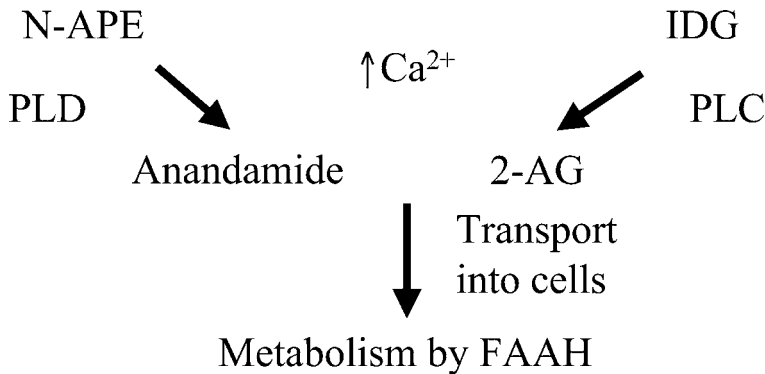 N-APE
IDG
↑Ca²⁺
PLD
PLC
Anandamide
2-AG
Transport
into cells
Metabolism by FAAH